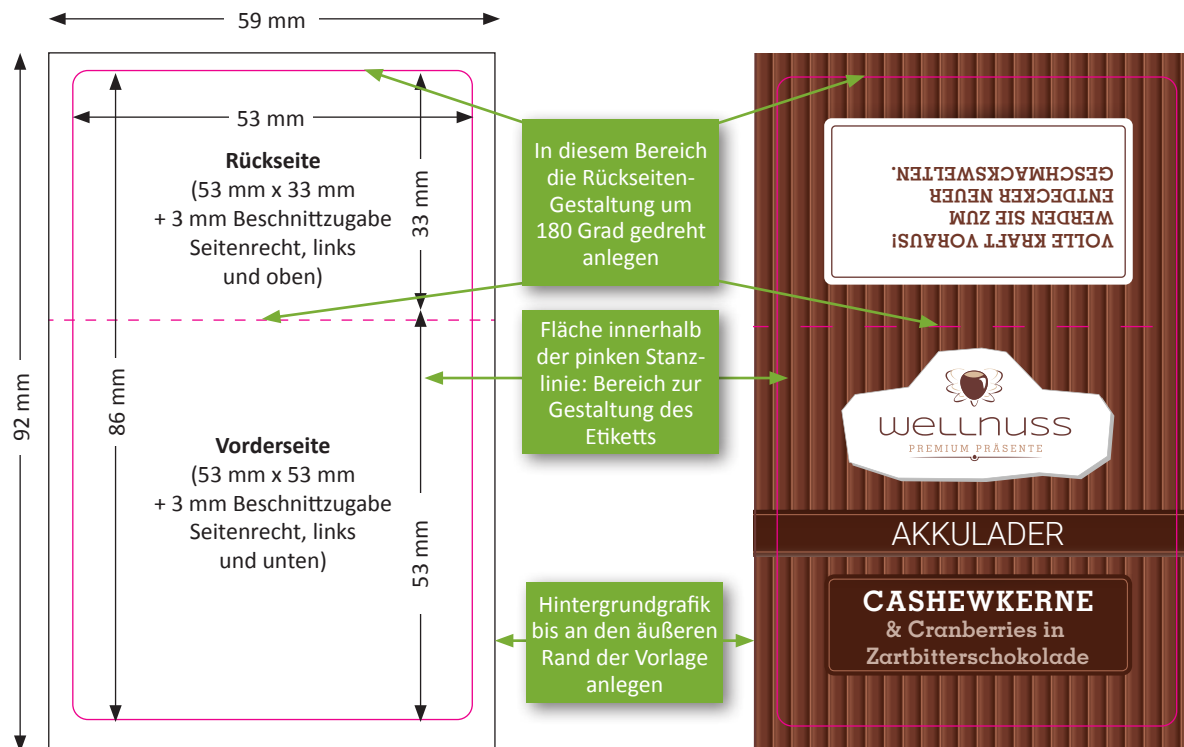 59 mm
92 mm
53 mm
86 mm
33 mm
Rückseite
(53 mm x 33 mm
+ 3 mm Beschnittzugabe
Seitenrecht, links
und oben)
Vorderseite
(53 mm x 53 mm
+ 3 mm Beschnittzugabe
Seitenrecht, links
und unten)
53 mm
In diesem Bereich
die Rückseiten-
Gestaltung um
180 Grad gedreht
anlegen
Fläche innerhalb
der pinken Stanz-
linie: Bereich zur
Gestaltung des
Etiketts
Hintergrundgrafik
bis an den äußeren
Rand der Vorlage
anlegen
VOLLE KRAFT VORAUS!
WERDEN SIE ZUM
ENTDECKER NEUER
GESCHMACKSWELTEN.
wellnuss
PREMIUM PRÄSENTE
AKKULADER
CASHEWKERNE
& Cranberries in
Zartbitterschokolade